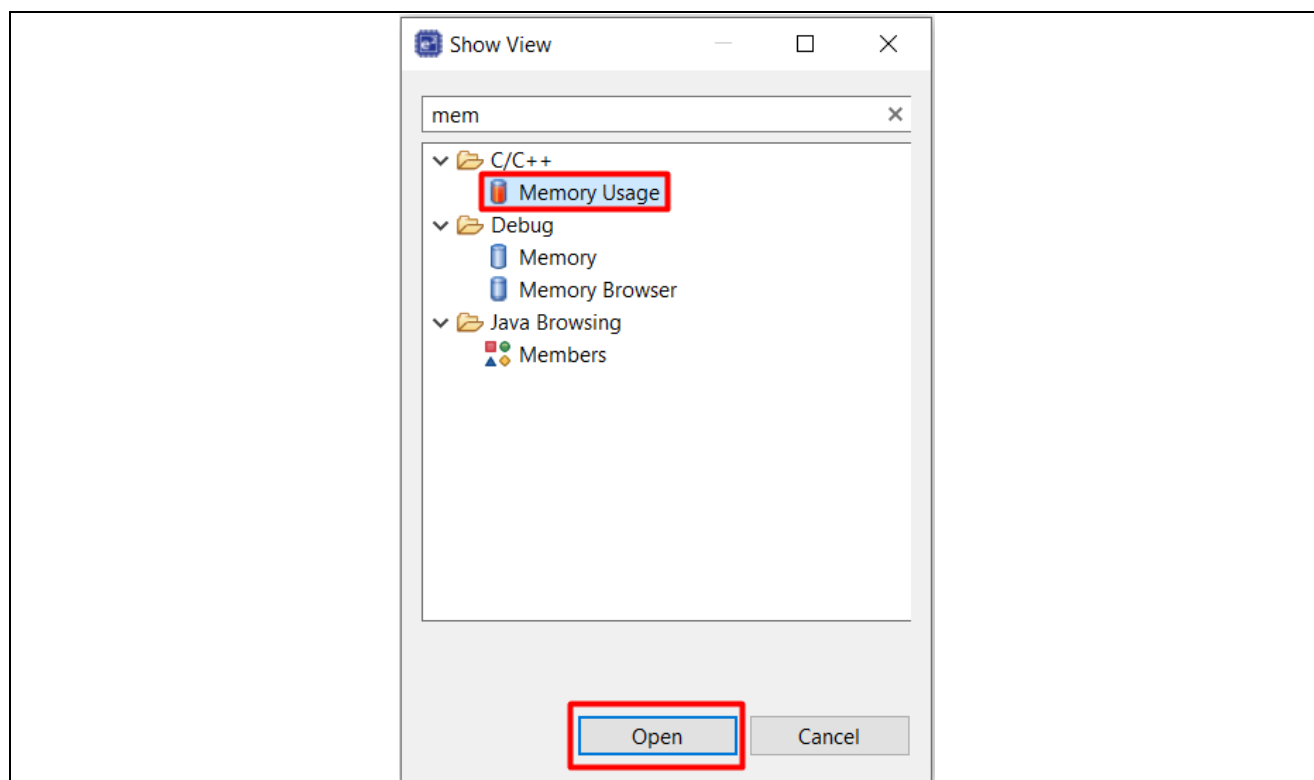 Show View
mem
C/C++
Memory Usage
Debug
Memory
Memory Browser
Java Browsing
Members
Open Cancel